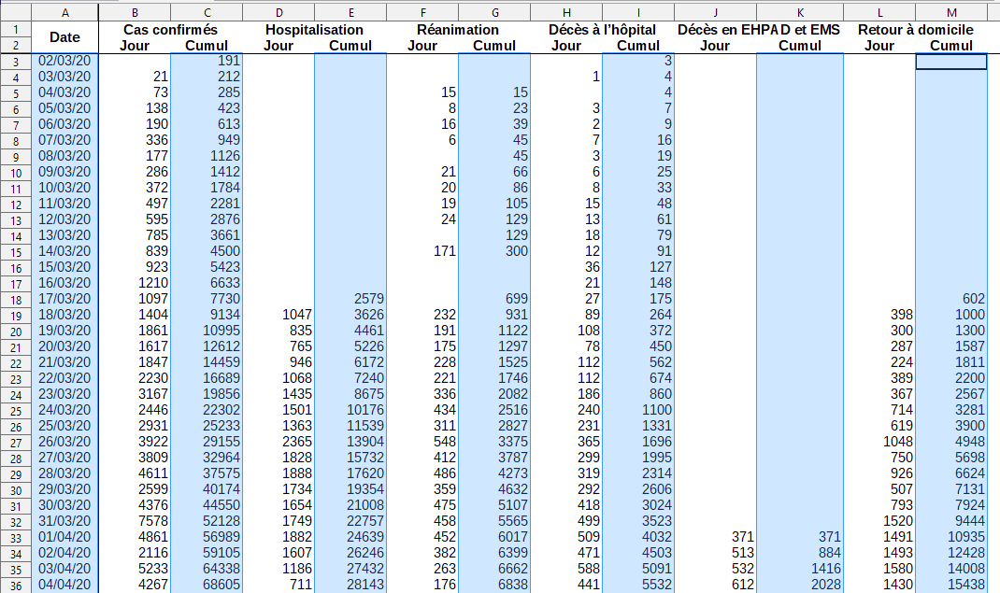 A B C D E F G H I J K L M
1 Date Cas confirmés Hospitalisation Réanimation Décès à l'hôpital Décès en EHPAD et EMS Retour à domicile
2 Jour Cumul Jour Cumul Jour Cumul Jour Cumul Jour Cumul Jour Cumul
3 02/03/20 191 3
4 03/03/20 21 212 1 4
5 04/03/20 73 285 15 15 4
6 05/03/20 138 423 8 23 3 7
7 06/03/20 190 613 16 39 2 9
8 07/03/20 336 949 6 45 7 16
9 08/03/20 177 1126 45 3 19
10 09/03/20 286 1412 21 66 6 25
11 10/03/20 372 1784 20 86 8 33
12 11/03/20 497 2281 19 105 15 48
13 12/03/20 595 2876 24 129 13 61
14 13/03/20 785 3661 129 18 79
15 14/03/20 839 4500 171 300 12 91
16 15/03/20 923 5423 36 127
17 16/03/20 1210 6633 21 148
18 17/03/20 1097 7730 2579 699 27 175 602
19 18/03/20 1404 9134 1047 3626 232 931 89 264 398 1000
20 19/03/20 1861 10995 835 4461 191 1122 108 372 300 1300
21 20/03/20 1617 12612 765 5226 175 1297 78 450 287 1587
22 21/03/20 1847 14459 946 6172 228 1525 112 562 224 1811
23 22/03/20 2230 16689 1068 7240 221 1746 112 674 389 2200
24 23/03/20 3167 19856 1435 8675 336 2082 186 860 367 2567
25 24/03/20 2446 22302 1501 10176 434 2516 240 1100 714 3281
26 25/03/20 2931 25233 1363 11539 311 2827 231 1331 619 3900
27 26/03/20 3922 29155 2365 13904 548 3375 365 1696 1048 4948
28 27/03/20 3809 32964 1828 15732 412 3787 299 1995 750 5698
29 28/03/20 4611 37575 1888 17620 486 4273 319 2314 926 6624
30 29/03/20 2599 40174 1734 19354 359 4632 292 2606 507 7131
31 30/03/20 4376 44550 1654 21008 475 5107 418 3024 793 7924
32 31/03/20 7578 52128 1749 22757 458 5565 499 3523 1520 9444
33 01/04/20 4861 56989 1882 24639 452 6017 509 4032 371 371 1491 10935
34 02/04/20 2116 59105 1607 26246 382 6399 471 4503 513 884 1493 12428
35 03/04/20 5233 64338 1186 27432 263 6662 588 5091 532 1416 1580 14008
36 04/04/20 4267 68605 711 28143 176 6838 441 5532 612 2028 1430 15438